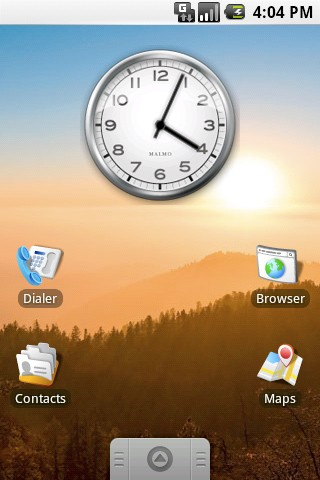 G
4:04 PM
12
11 1
10 2
9 3
8 4
7 5
6
MALMO
Dialer
Browser
Contacts
Maps